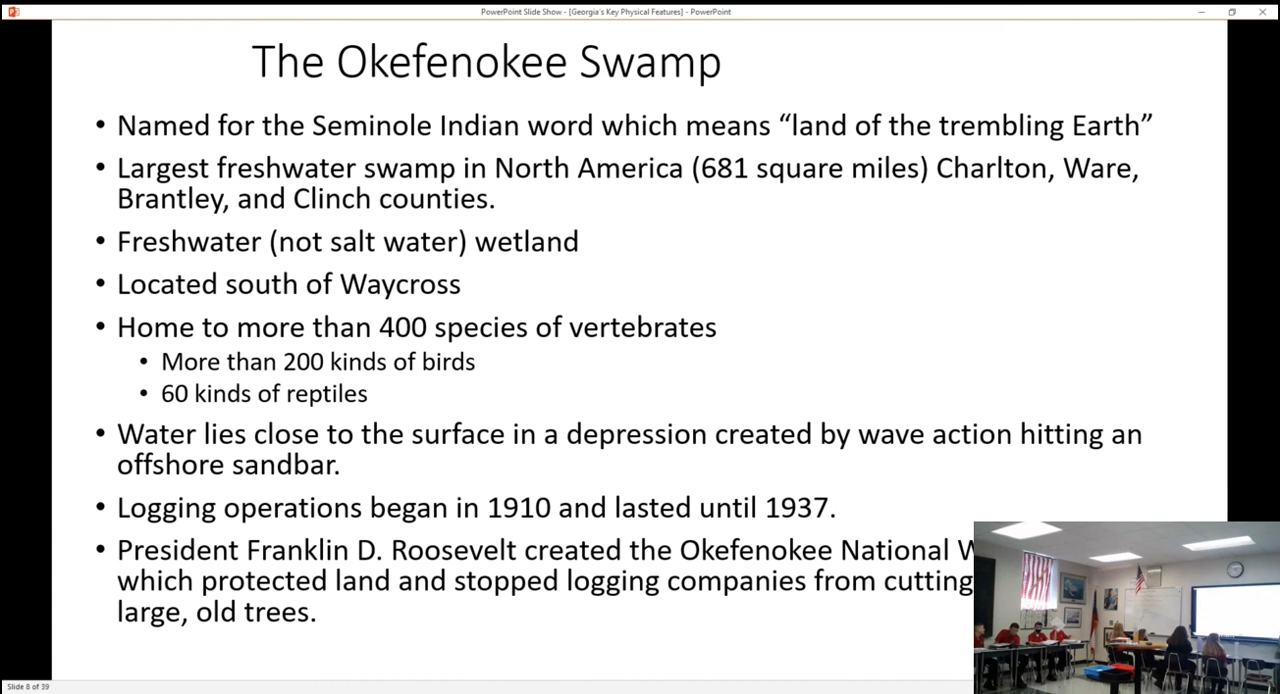 PowerPoint Slide Show - [Georgia's Key Physical Features] - PowerPoint
The Okefenokee Swamp
• Named for the Seminole Indian word which means “land of the trembling Earth”
• Largest freshwater swamp in North America (681 square miles) Charlton, Ware,
Brantley, and Clinch counties.
• Freshwater (not salt water) wetland
• Located south of Waycross
• Home to more than 400 species of vertebrates
• More than 200 kinds of birds
• 60 kinds of reptiles
• Water lies close to the surface in a depression created by wave action hitting an
offshore sandbar.
• Logging operations began in 1910 and lasted until 1937.
• President Franklin D. Roosevelt created the Okefenokee National
which protected land and stopped logging companies from cutting
large, old trees.
Slide 8 of 39